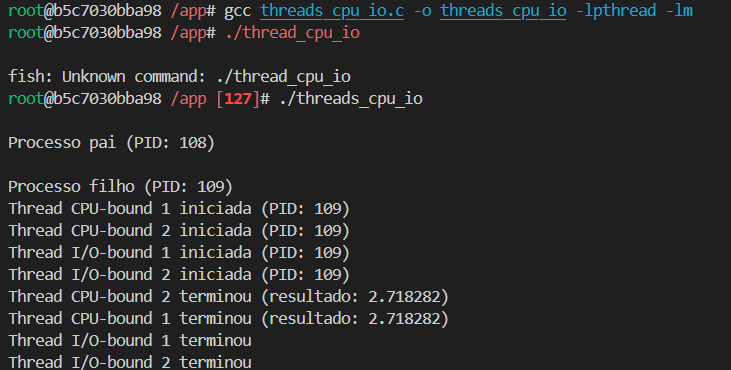 root@b5c7030bba98 /app# gcc threads_cpu_io.c -o threads_cpu_io -lpthread -lm
root@b5c7030bba98 /app# ./thread_cpu_io
fish: Unknown command: ./thread_cpu_io
root@b5c7030bba98 /app [127]# ./threads_cpu_io
Processo pai (PID: 108)
Processo filho (PID: 109)
Thread CPU-bound 1 iniciada (PID: 109)
Thread CPU-bound 2 iniciada (PID: 109)
Thread I/O-bound 1 iniciada (PID: 109)
Thread I/O-bound 2 iniciada (PID: 109)
Thread CPU-bound 2 terminou (resultado: 2.718282)
Thread CPU-bound 1 terminou (resultado: 2.718282)
Thread I/O-bound 1 terminou
Thread I/O-bound 2 terminou